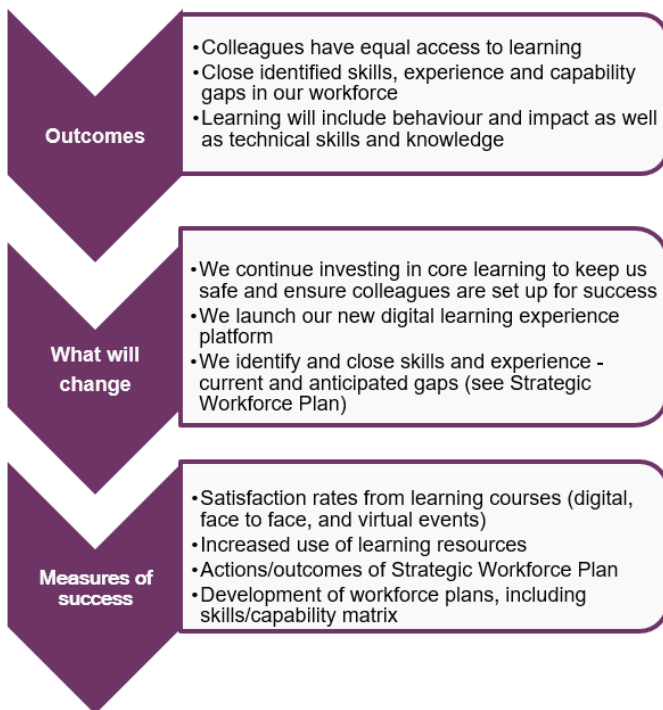 Outcomes
•Colleagues have equal access to learning
•Close identified skills, experience and capability
gaps in our workforce
•Learning will include behaviour and impact as well
as technical skills and knowledge
What will
change
•We continue investing in core learning to keep us
safe and ensure colleagues are set up for success
•We launch our new digital learning experience
platform
•We identify and close skills and experience -
current and anticipated gaps (see Strategic
Workforce Plan)
Measures of
success
•Satisfaction rates from learning courses (digital,
face to face, and virtual events)
•Increased use of learning resources
•Actions/outcomes of Strategic Workforce Plan
•Development of workforce plans, including
skills/capability matrix